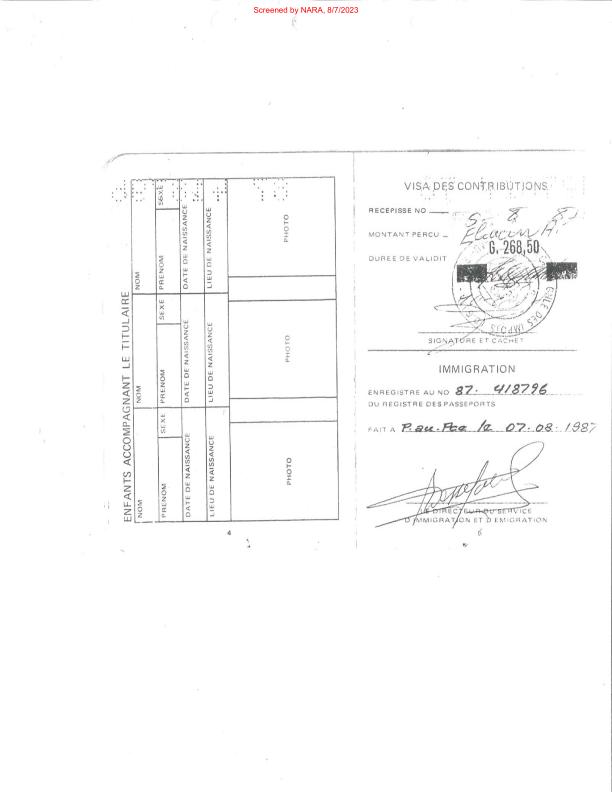 Screened by NARA, 8/7/2023
ENFANTS ACCOMPAGNANT LE TITULAIRE
NOM
PRENOM
SEXE
DATE DE NAISSANCE
LIEU DE NAISSANCE
PHOTO
NOM
PRENOM
SEXE
DATE DE NAISSANCE
LIEU DE NAISSANCE
PHOTO
NOM
PRENOM
SEXE
DATE DE NAISSANCE
LIEU DE NAISSANCE
PHOTO
4
VISA DES CONTRIBUTIONS
RECEPISSE NO
MONTANT PERCU
G. 268,50
DUREE DE VALIDIT
GALE DES IMPOTS
SIGNATURE ET CACHET
IMMIGRATION
ENREGISTRE AU NO 87- 418796
DU REGISTRE DES PASSEPORTS
FAIT A P.au.Pce le 07.08.1987
LE DIRECTEUR DU SERVICE
D'IMMIGRATION ET D'EMIGRATION
6